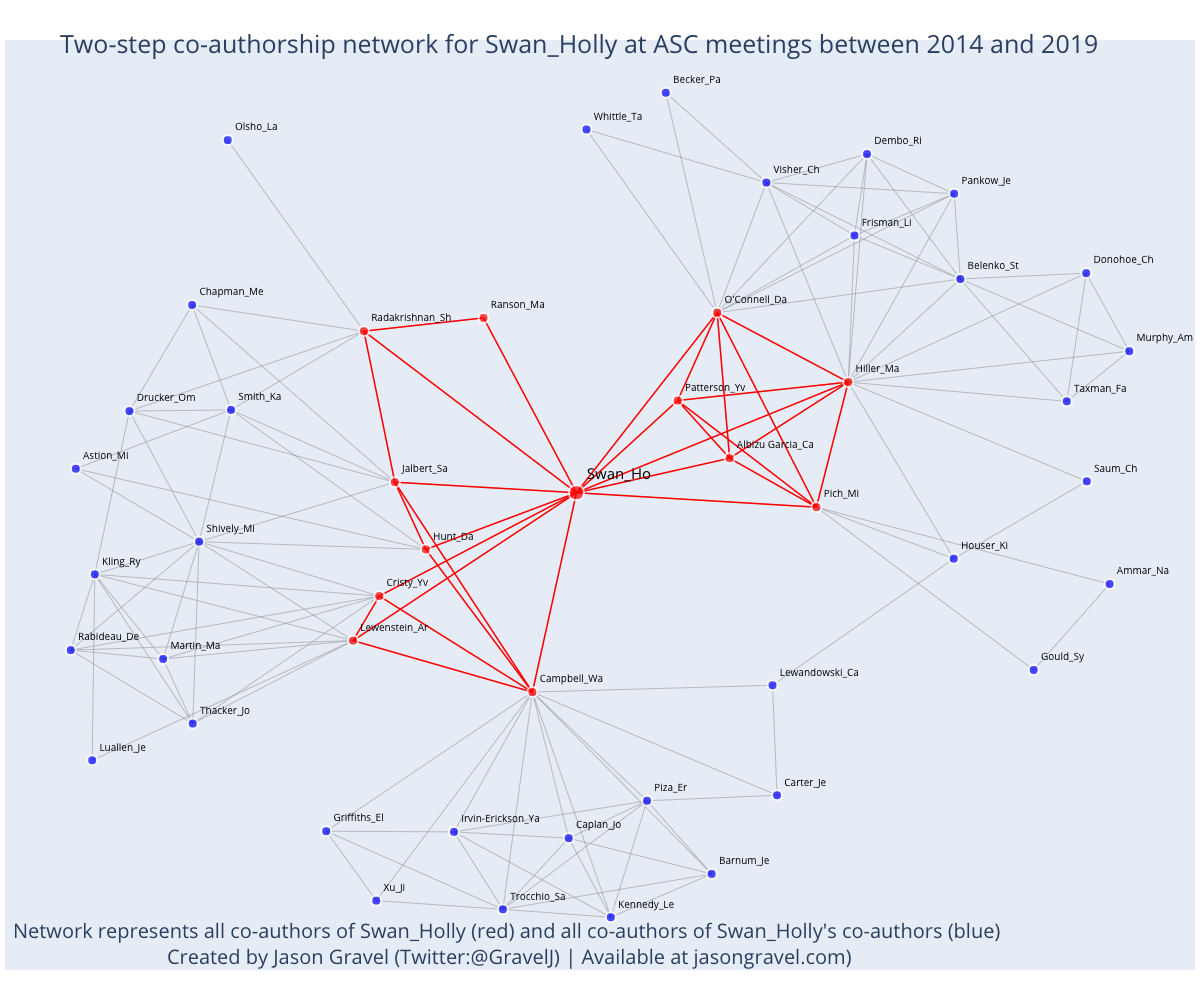 Two-step co-authorship network for Swan_Holly at ASC meetings between 2014 and 2019
Becker_Pa
Whittle_Ta
Olsho_La
Dembo_Ri
Visher_Ch
Pankow_Je
Frisman_Li
Donohoe_Ch
Belenko_St
Chapman_Me
O'Connell_Da
Ranson_Ma
Radakrishnan_Sh
Murphy_Am
Hiller_Ma
Patterson_Yv
Taxman_Fa
Drucker_Om
Smith_Ka
Albizu Garcia_Ca
Astion_Mi
Jalbert_Sa
Swan_Ho
Saum_Ch
Pich_Mi
Shively_Mi
Hunt_Da
Houser_Ki
Kling_Ry
Ammar_Na
Cristy_Yv
Lewenstein_Ar
Rabideau_De
Martin_Ma
Gould_Sy
Campbell_Wa
Lewandowski_Ca
Thacker_Jo
Luallen_Je
Carter_Je
Piza_Er
Griffiths_El
Irvin-Erickson_Ya
Caplan_Jo
Barnum_Je
Xu_Ji
Trocchio_Sa
Kennedy_Le
Network represents all co-authors of Swan_Holly (red) and all co-authors of Swan_Holly's co-authors (blue)
Created by Jason Gravel (Twitter:@GravelJ) | Available at jasongravel.com)